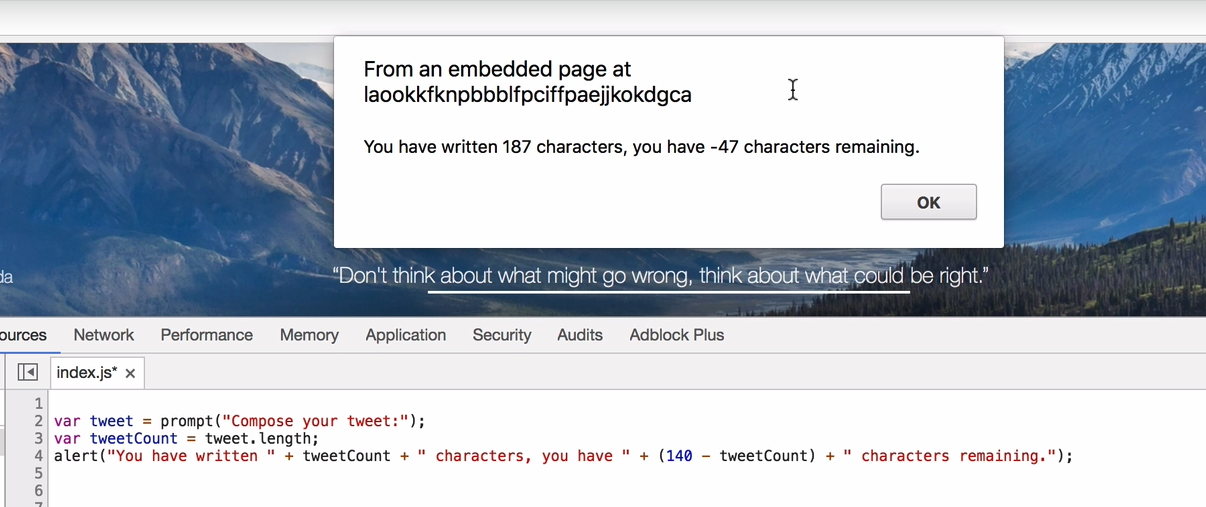 From an embedded page at
laookkfknpbbblfpciffpaejjkokdgca
You have written 187 characters, you have -47 characters remaining.
OK
da
“Don't think about what might go wrong, think about what could be right.”
ources Network Performance Memory Application Security Audits Adblock Plus
index.js* ×
1
2 var tweet = prompt("Compose your tweet:");
3 var tweetCount = tweet.length;
4 alert("You have written " + tweetCount + " characters, you have " + (140 - tweetCount) + " characters remaining.");
5
6
7